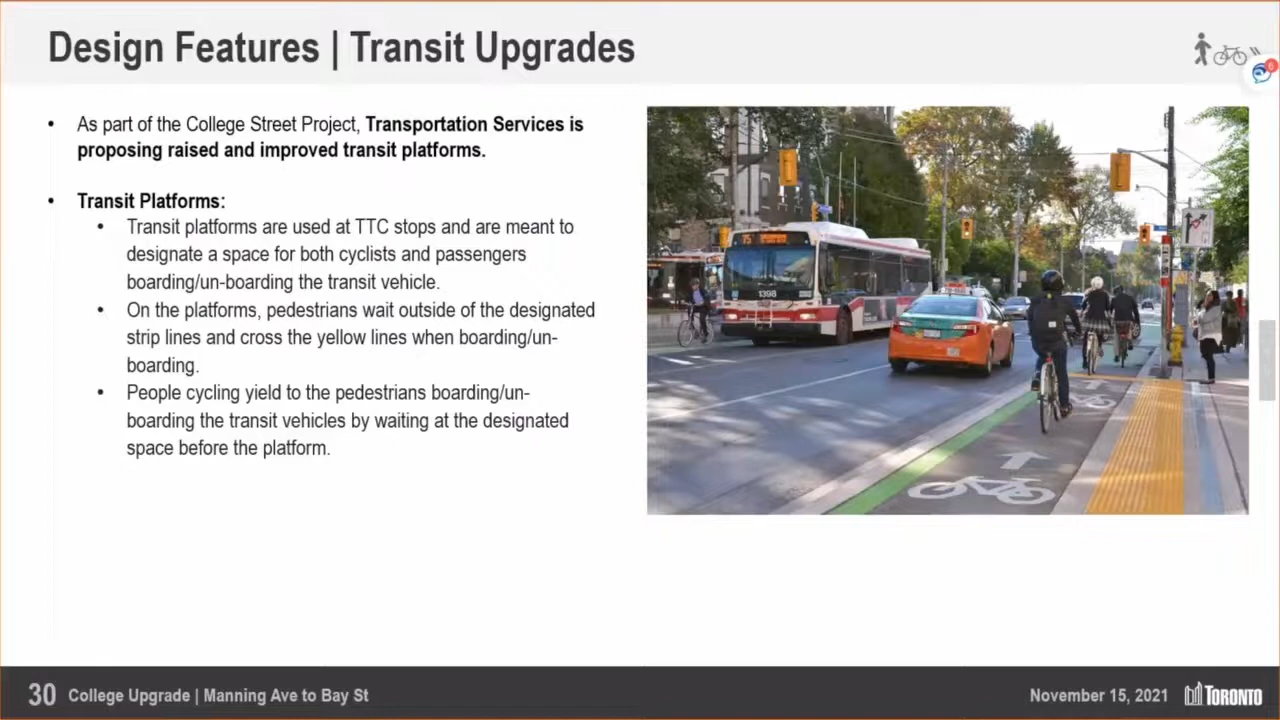 Design Features | Transit Upgrades
6
• As part of the College Street Project, Transportation Services is
proposing raised and improved transit platforms.
• Transit Platforms:
• Transit platforms are used at TTC stops and are meant to
designate a space for both cyclists and passengers
boarding/un-boarding the transit vehicle.
• On the platforms, pedestrians wait outside of the designated
strip lines and cross the yellow lines when boarding/un-
boarding.
• People cycling yield to the pedestrians boarding/un-
boarding the transit vehicles by waiting at the designated
space before the platform.
75
1398
30 College Upgrade | Manning Ave to Bay St
November 15, 2021
TORONTO